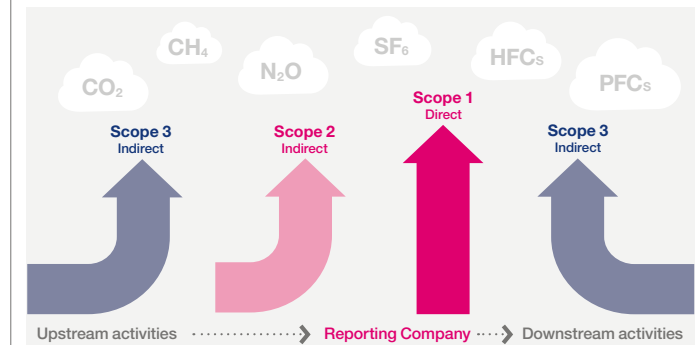 CO₂
CH₄
N₂O
SF₆
HFCs
PFCs
Scope 3
Indirect
Scope 2
Indirect
Scope 1
Direct
Scope 3
Indirect
Upstream activities
Reporting Company
Downstream activities